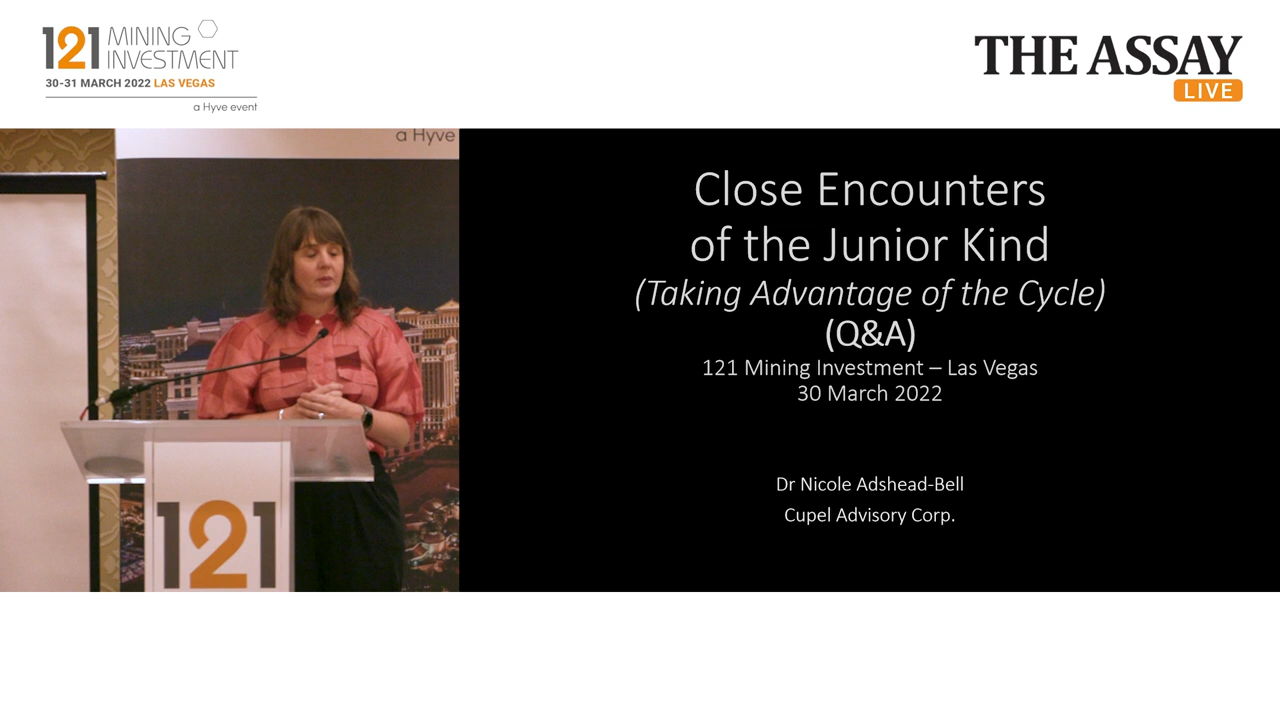 121 MINING
INVESTMENT
30-31 MARCH 2022 LAS VEGAS
a Hyve event
THE ASSAY
LIVE
a Hyve
Close Encounters
of the Junior Kind
(Taking Advantage of the Cycle)
(Q&A)
121 Mining Investment – Las Vegas
30 March 2022
Dr Nicole Adshead-Bell
Cupel Advisory Corp.
121